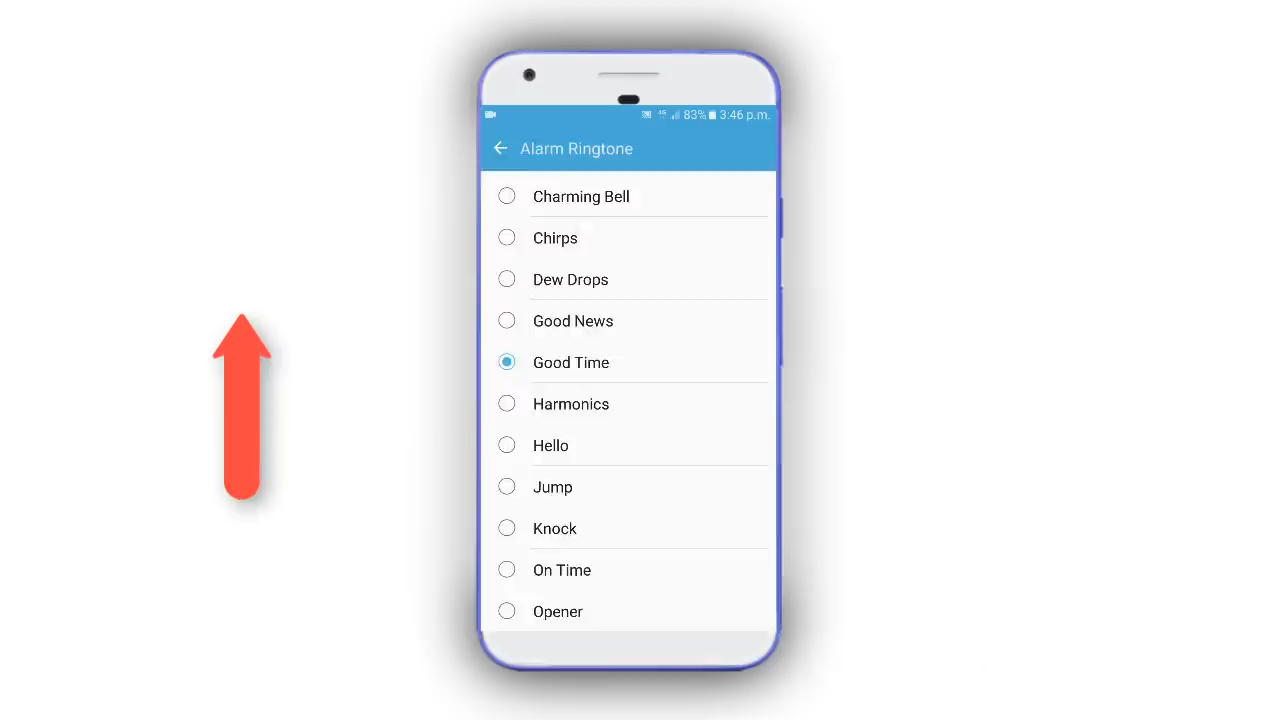 4G 83% 3:46 p.m.
Alarm Ringtone
Charming Bell
Chirps
Dew Drops
Good News
Good Time
Harmonics
Hello
Jump
Knock
On Time
Opener